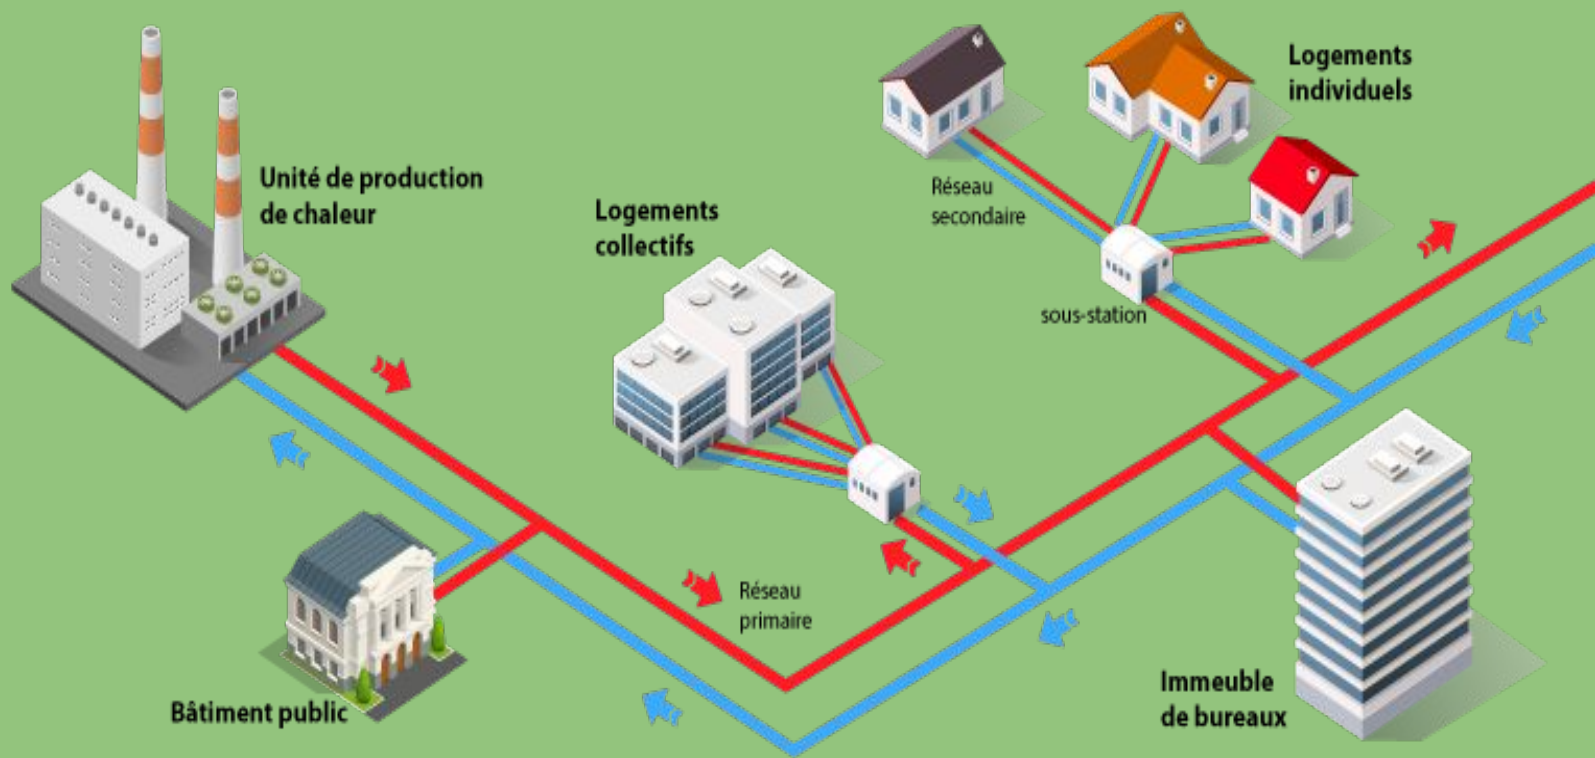 Logements
individuels
Unité de production
de chaleur
Réseau
secondaire
Logements
collectifs
sous-station
Réseau
primaire
Immeuble
de bureaux
Bâtiment public